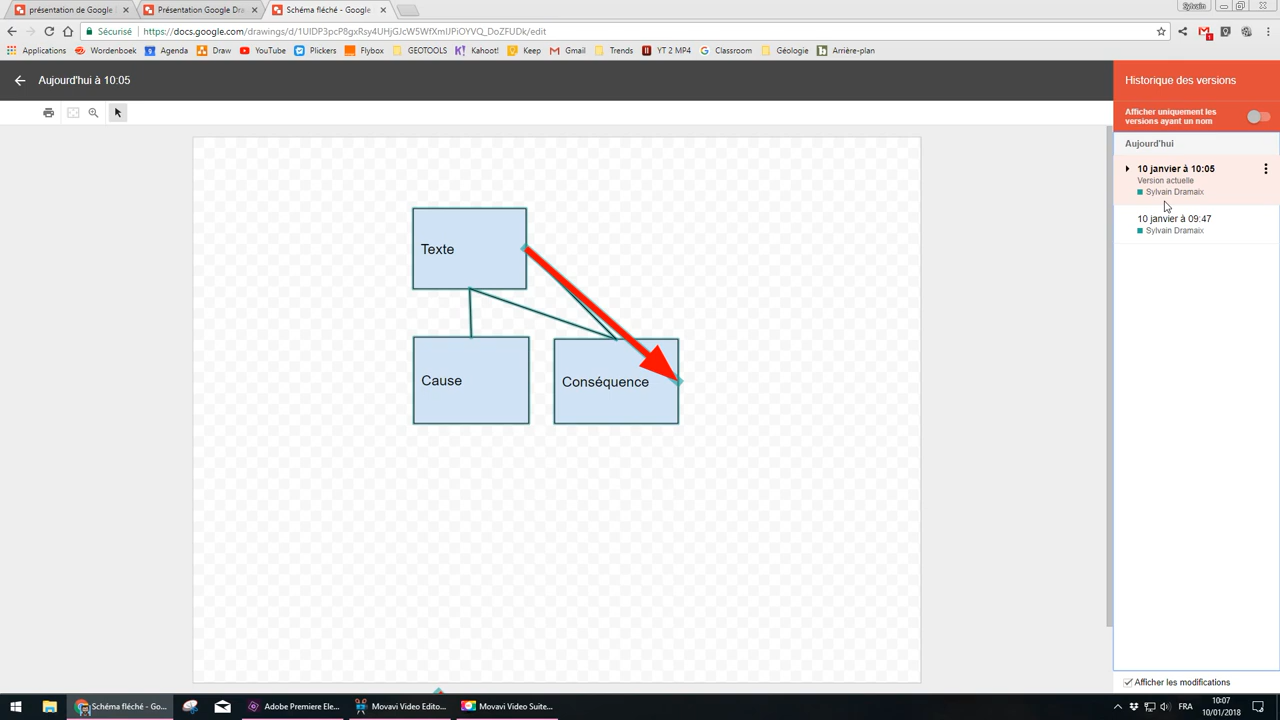 présentation de Google
Présentation Google Dra
Schéma fléché - Google
Sylvain
Sécurisé
https://docs.google.com/drawings/d/1UIDP3pcP8gxRsy4UHjGJcW5WfXmIJPiOYVQ_DoZFUDk/edit
Applications
Wordenboek
Agenda
Draw
YouTube
Plickers
Flybox
GEOTOOLS
Kahoot!
Keep
Gmail
Trends
YT 2 MP4
Classroom
Géologie
Arrière-plan
Aujourd'hui à 10:05
Historique des versions
Afficher uniquement les
versions ayant un nom
Aujourd'hui
10 janvier à 10:05
Version actuelle
Sylvain Dramaix
10 janvier à 09:47
Sylvain Dramaix
Texte
Cause
Conséquence
Afficher les modifications
Schéma fléché - Go...
Adobe Premiere Ele...
Movavi Video Edito...
Movavi Video Suite...
FRA
10:07
10/01/2018